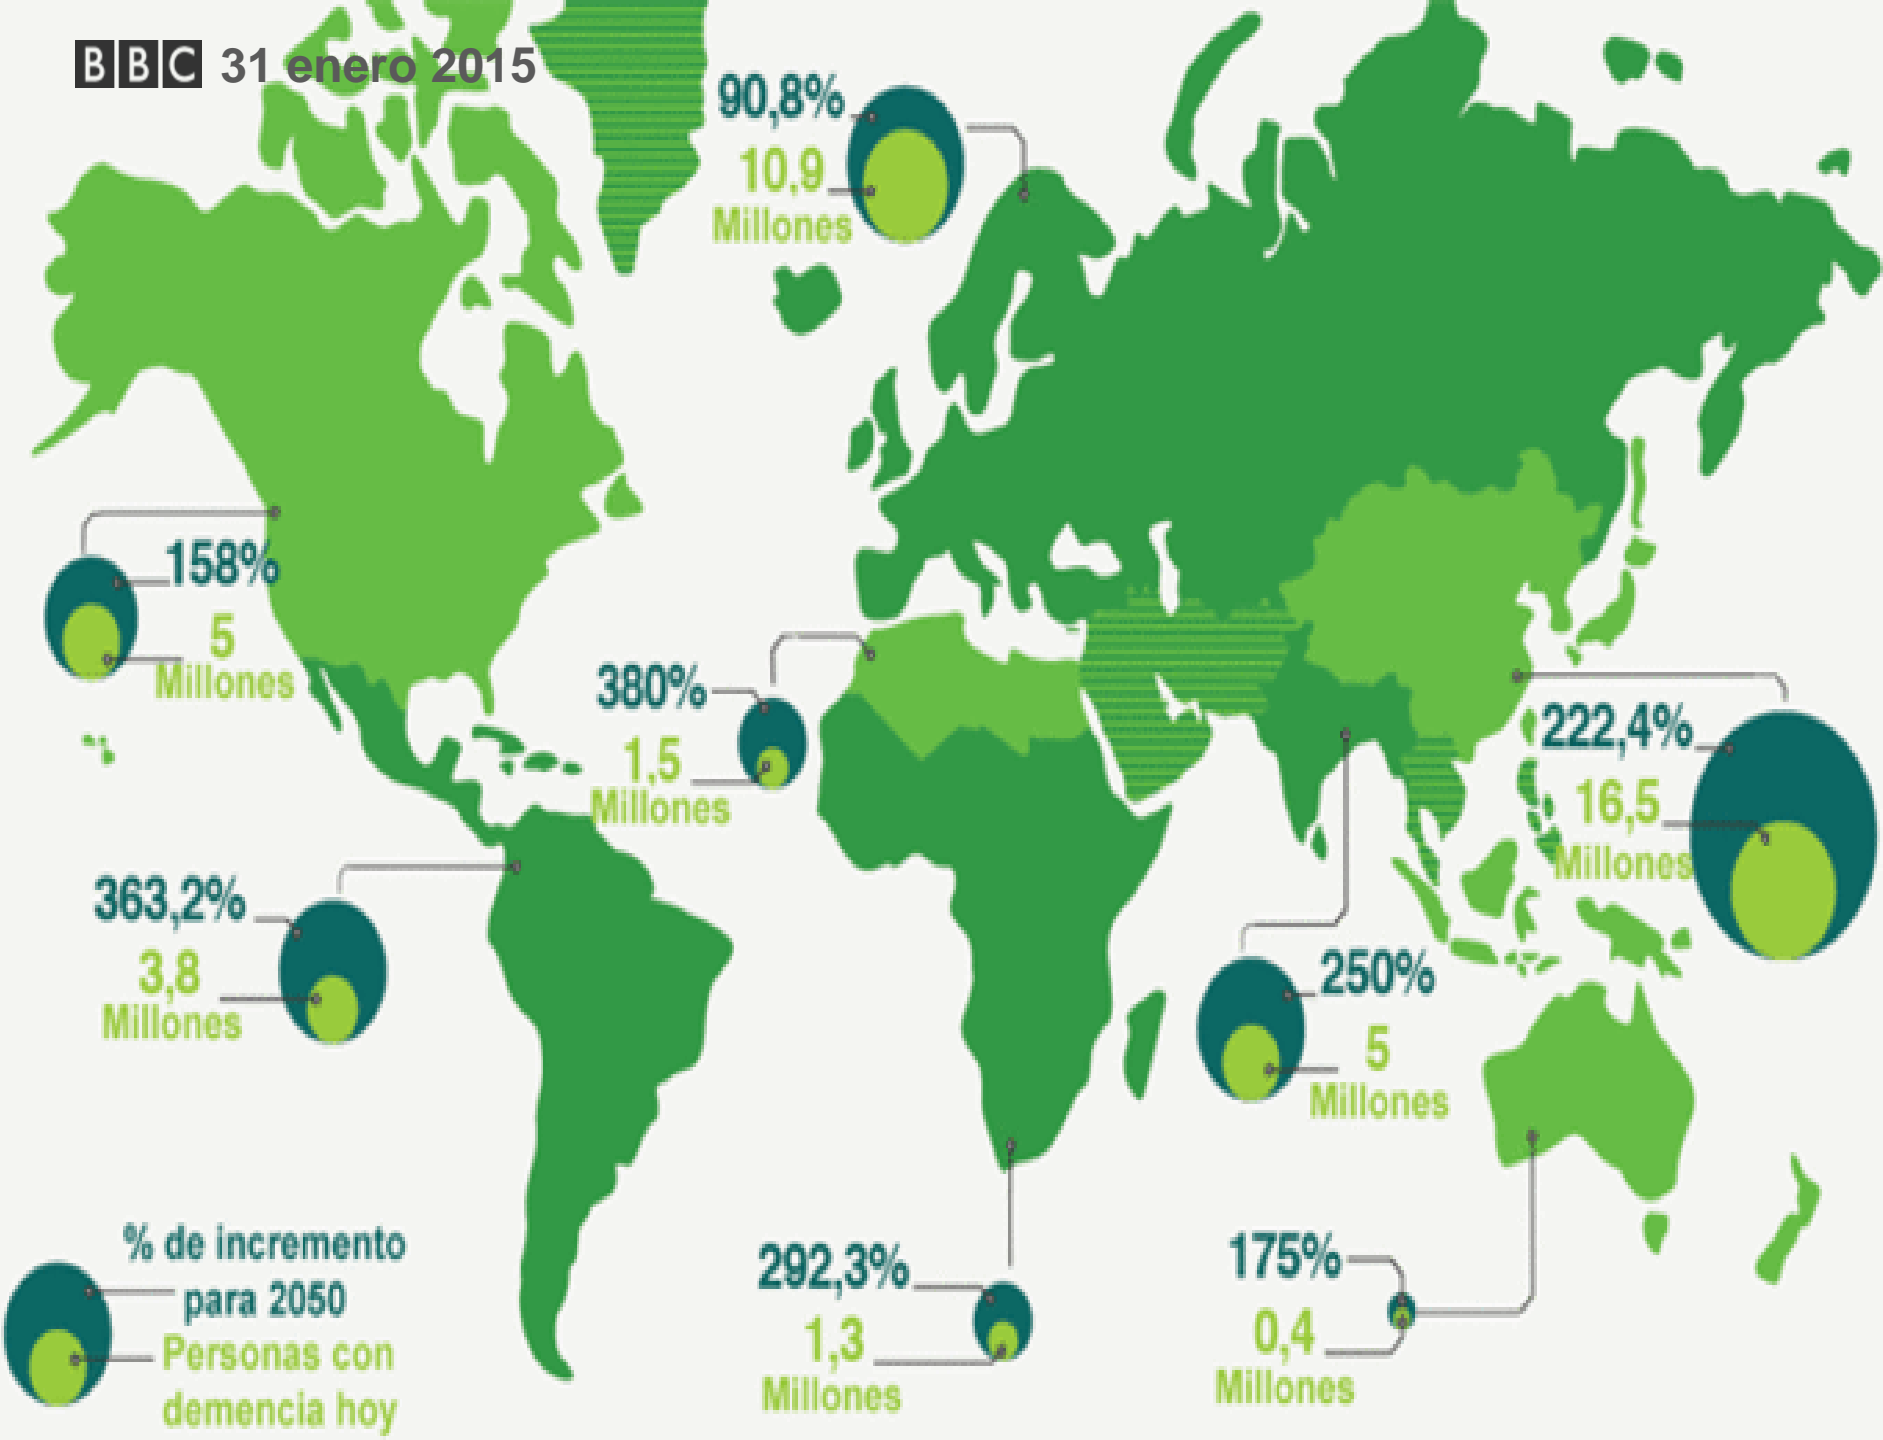 BBC 31 enero 2015
90,8%
10,9
Millones
158%
5
Millones
380%
1,5
Millones
222,4%
16,5
Millones
363,2%
3,8
Millones
250%
5
Millones
292,3%
1,3
Millones
175%
0,4
Millones
% de incremento
para 2050
Personas con
demencia hoy